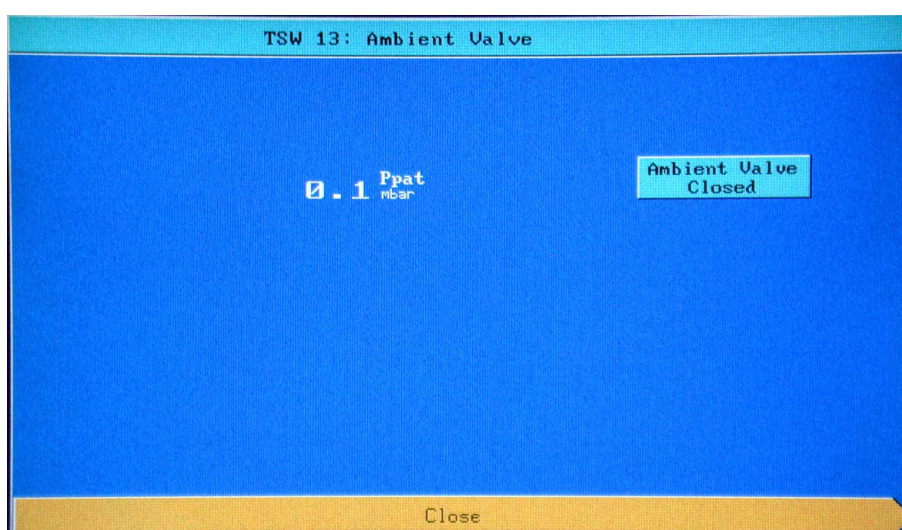 TSW 13: Ambient Valve
0.1 Ppat
mbar
Ambient Valve
Closed
Close